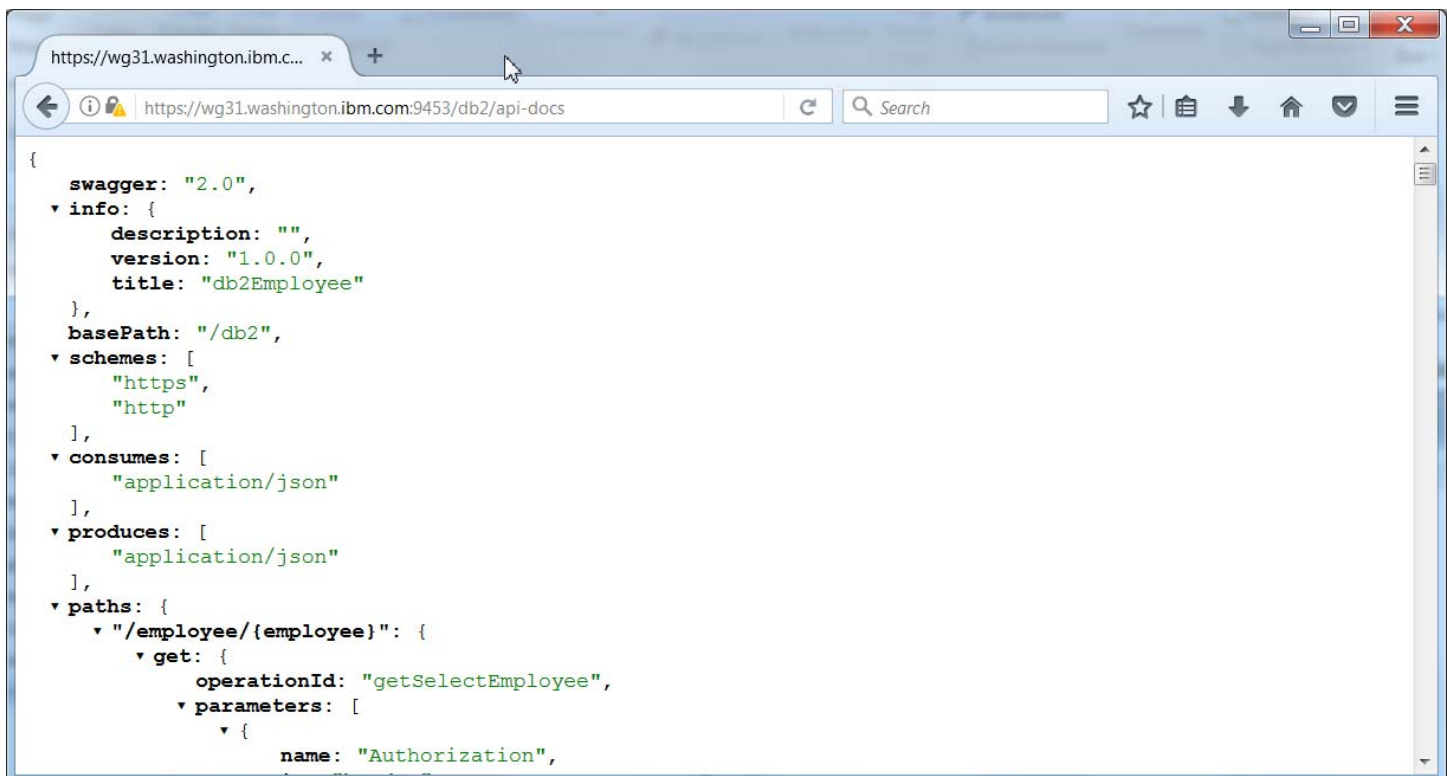 https://wg31.washington.ibm.c...
https://wg31.washington.ibm.com:9453/db2/api-docs
Search
{
swagger: "2.0",
info: {
description: "",
version: "1.0.0",
title: "db2Employee"
},
basePath: "/db2",
schemes: [
"https",
"http"
],
consumes: [
"application/json"
],
produces: [
"application/json"
],
paths: {
"/employee/{employee}": {
get: {
operationId: "getSelectEmployee",
parameters: [
{
name: "Authorization",